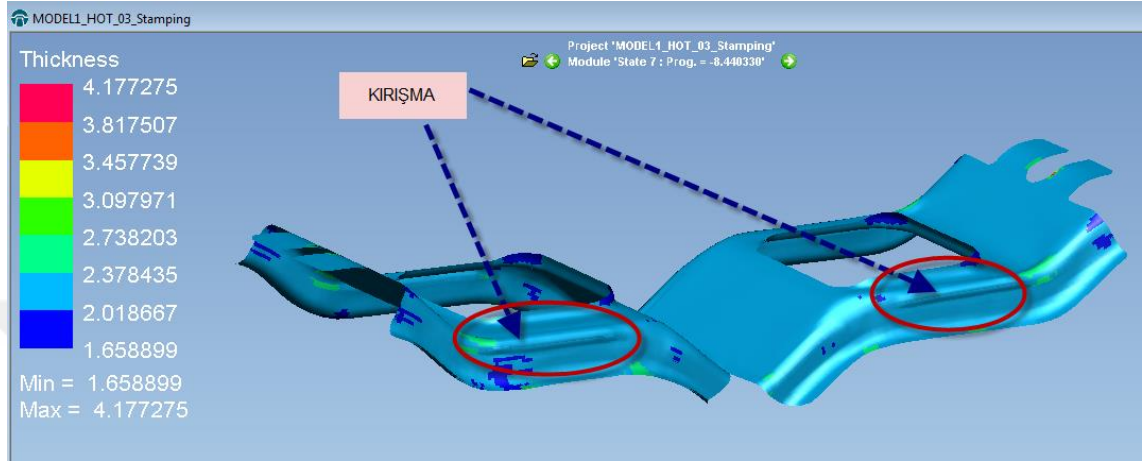 MODEL1_HOT_03_Stamping
Project 'MODEL1_HOT_03_Stamping'
Module 'State 7 : Prog. = -8.440330'
Thickness
4.177275
3.817507
3.457739
3.097971
2.738203
2.378435
2.018667
1.658899
Min = 1.658899
Max = 4.177275
KIRIŞMA